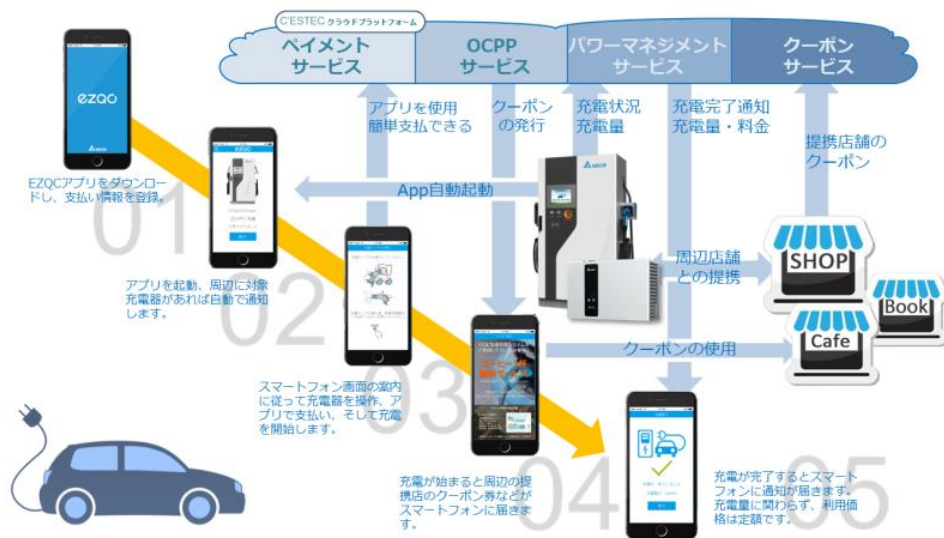 C'ESTEC クラウドプラットフォーム
ペイメント
サービス
OCPP
サービス
パワーマネジメント
サービス
クーポン
サービス
アプリを使用
簡単支払できる
クーポン
の発行
充電状況
充電量
充電完了通知
充電量・料金
提携店舗の
クーポン
ezqc
EZQCアプリをダウンロー
ドし、支払い情報を登録。
01
App自動起動
アプリを起動、周辺に対象
充電器があれば自動で通知
します。
02
周辺店舗
との提携
SHOP
Book
Cafe
クーポンの使用
スマートフォン画面の案内
に従って充電器を操作、ア
プリで支払い、そして充電
を開始します。
03
充電が始まると周辺の提
携店のクーポン券などが
スマートフォンに届きま
す。
04
充電が完了するとスマート
フォンに通知が届きます。
充電量に関わらず、利用価
格は定額です。
05